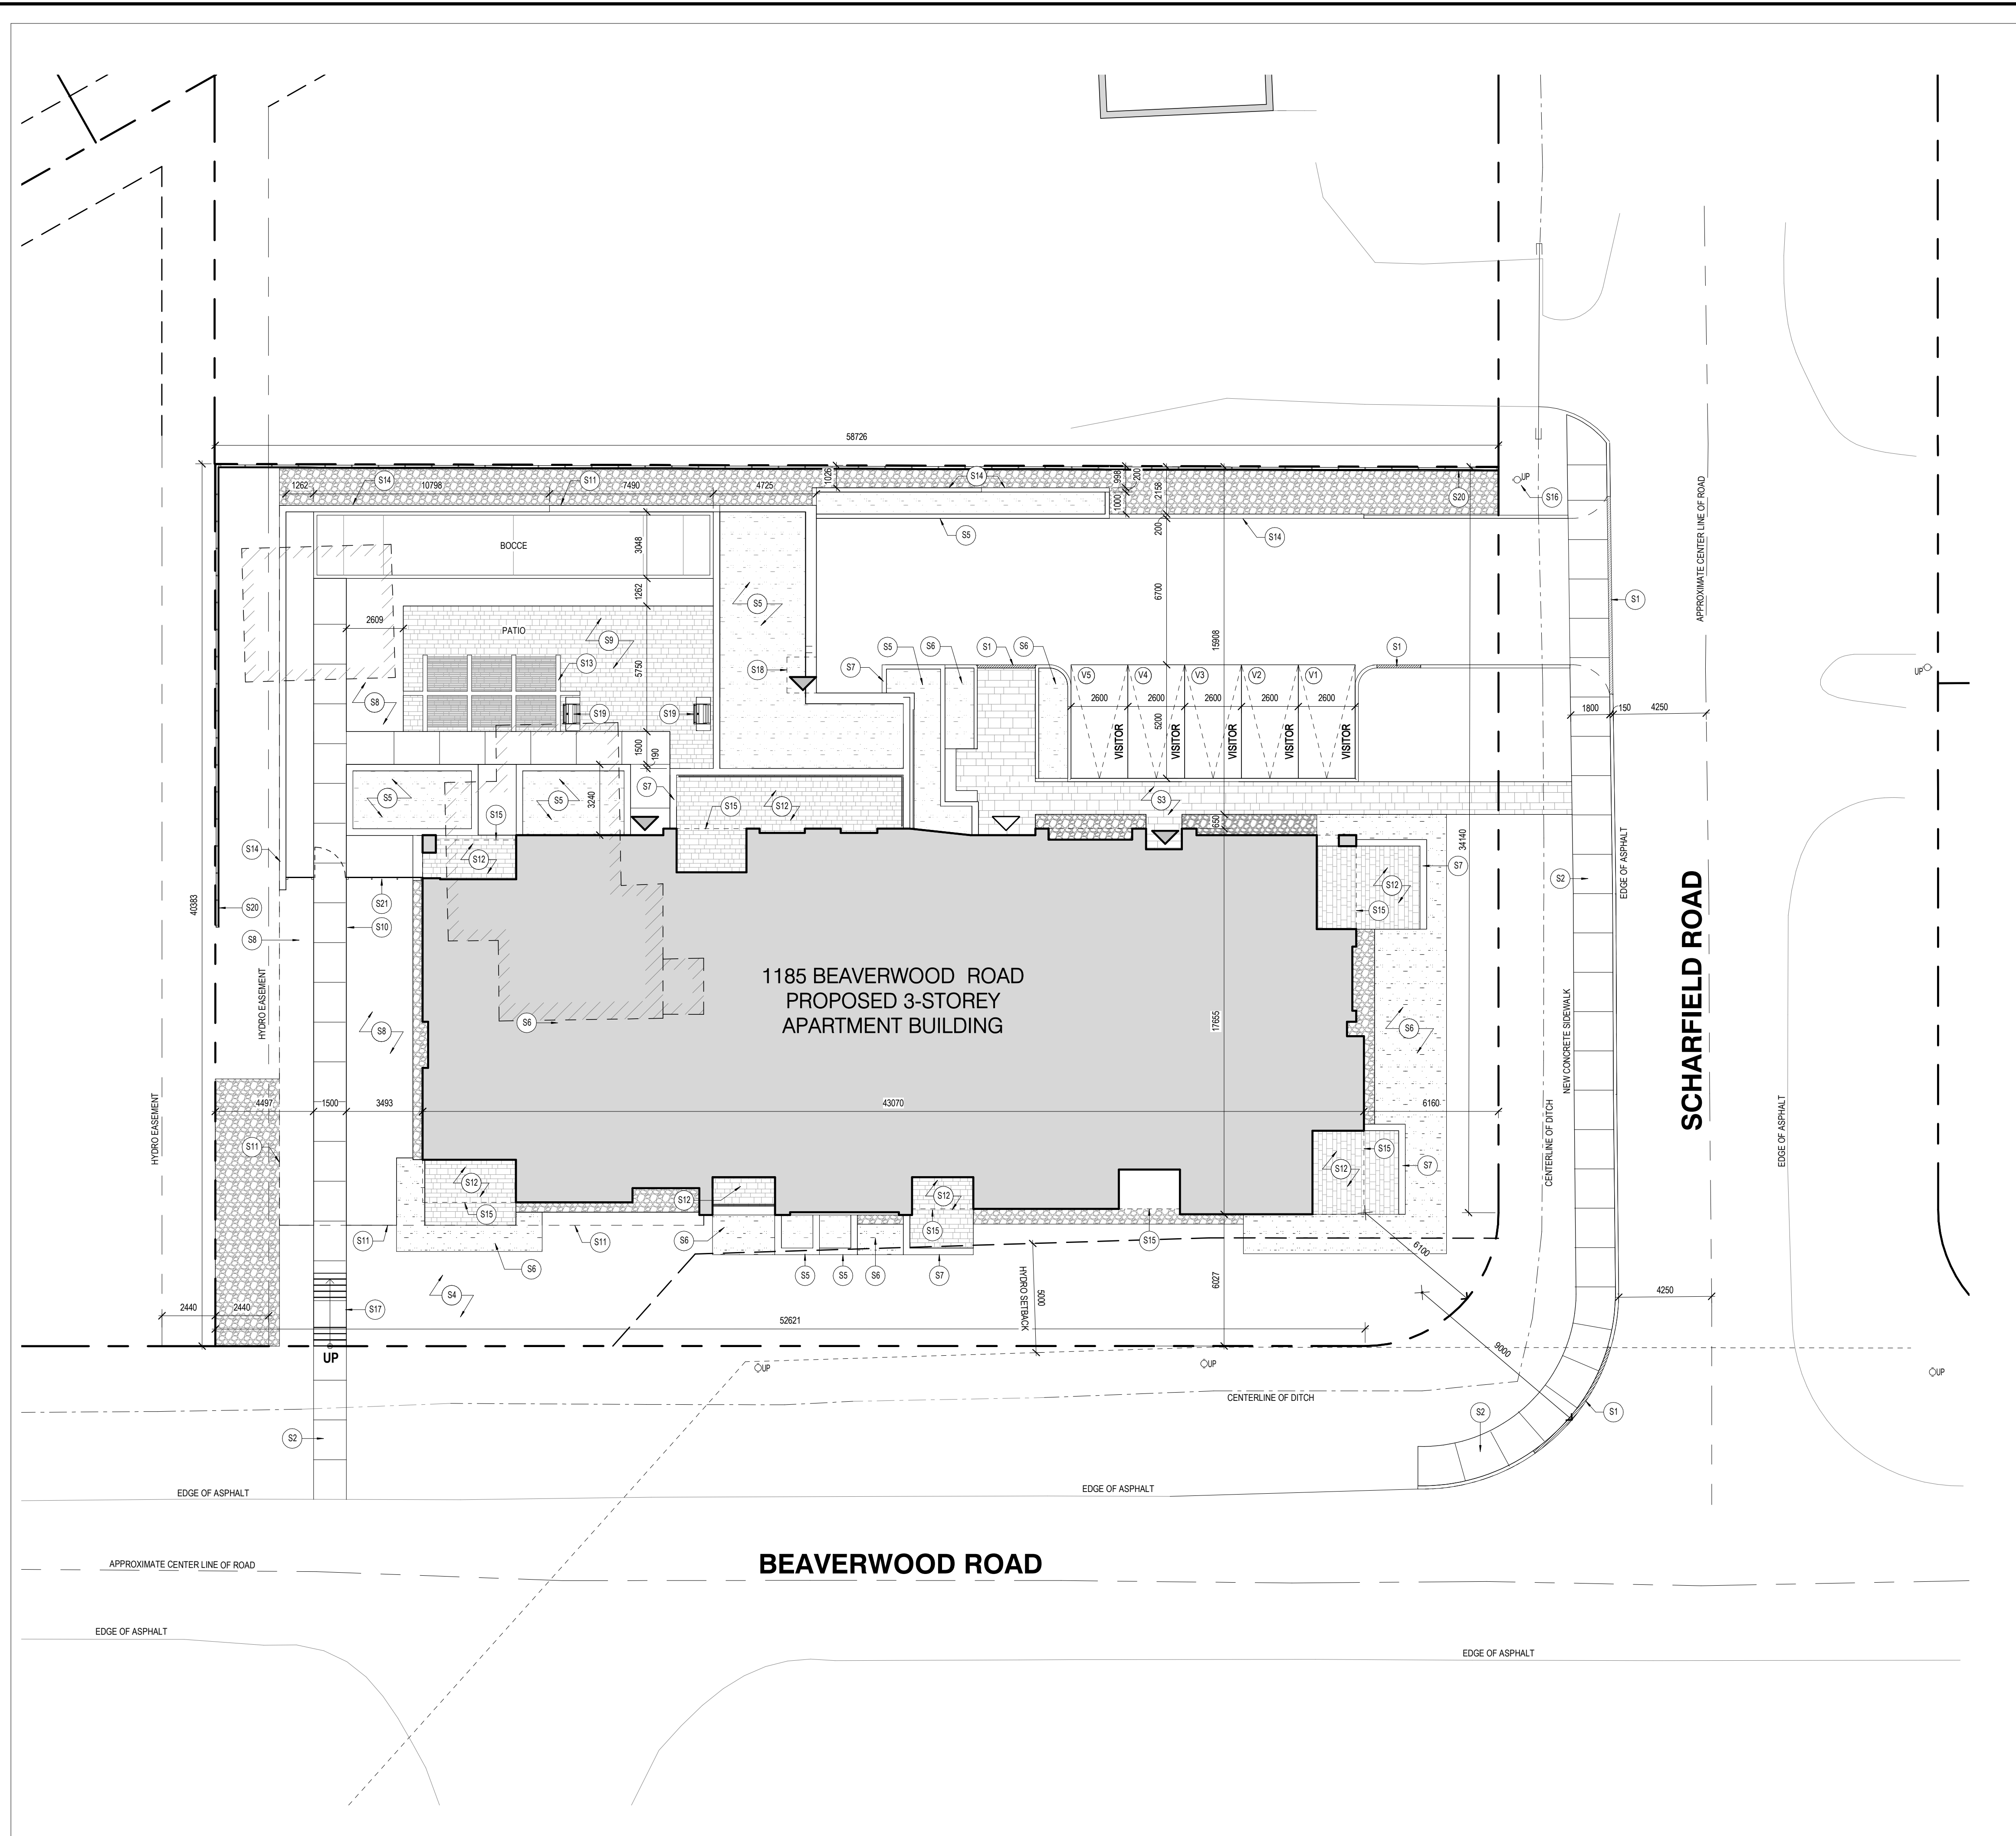 58726
1262
S14
10798
S11
7490
4725
1026
S14
998
200
1000
2158
S20
UP
S16
BOCCE
3048
S5
200
S14
1262
S5
6700
APPROXIMATE CENTER LINE OF ROAD
S1
2609
PATIO
S9
15908
S13
5750
S18
S7
S5
S6
S1
S6
V5
V4
V3
V2
V1
S1
UP
S8
S19
S19
2600
2600
2600
2600
2600
1800
150
4250
5200
VISITOR
VISITOR
VISITOR
VISITOR
VISITOR
1500
190
S5
S5
3240
S7
S15
S12
S3
S15
650
34140
S14
S12
S7
S2
EDGE OF ASPHALT
S21
S12
S15
40383
S20
S10
S8
HYDRO EASEMENT
1185 BEAVERWOOD ROAD
PROPOSED 3-STOREY
APARTMENT BUILDING
S6
S8
17655
S6
NEW CONCRETE SIDEWALK
SCHARFIELD ROAD
HYDRO EASEMENT
4497
1500
3493
43070
6160
CENTERLINE OF DITCH
EDGE OF ASPHALT
S11
S15
S7
S12
S12
S12
S12
S15
S15
S11
S11
S6
S15
S6
S5
S5
S6
S7
6100
HYDRO SETBACK
5000
6027
S4
2440
2440
S17
4250
52621
9000
UP
UP
UP
UP
CENTERLINE OF DITCH
S2
S2
S1
EDGE OF ASPHALT
EDGE OF ASPHALT
APPROXIMATE CENTER LINE OF ROAD
BEAVERWOOD ROAD
EDGE OF ASPHALT
EDGE OF ASPHALT